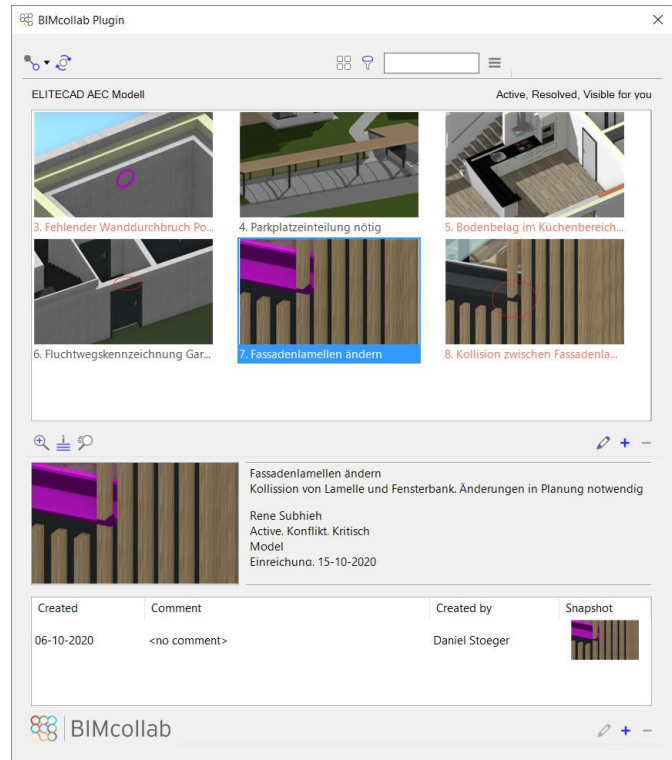 BIMcollab Plugin
ELITECAD AEC Modell
Active, Resolved, Visible for you
3. Fehlender Wanddurchbruch Po...
4. Parkplatzeinteilung nötig
5. Bodenbelag im Küchenbereich...
6. Fluchtwegskennzeichnung Gar...
7. Fassadenlamellen ändern
8. Kollision zwischen Fassadenla...
Fassadenlamellen ändern
Kollission von Lamelle und Fensterbank. Änderungen in Planung notwendig
Rene Subhieh
Active. Konflikt. Kritisch
Model
Einreichung. 15-10-2020
Created Comment Created by Snapshot
06-10-2020 <no comment> Daniel Stoeger
BIMcollab